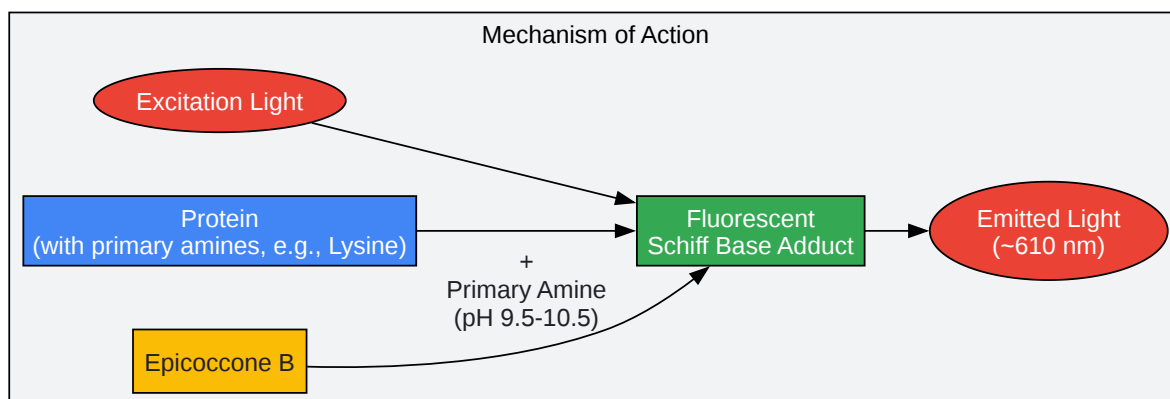 Mechanism of Action
Excitation Light
Protein
(with primary amines, e.g., Lysine)
Fluorescent
Schiff Base Adduct
Emitted Light
(~610 nm)
+
Primary Amine
(pH 9.5-10.5)
Epicoccone B